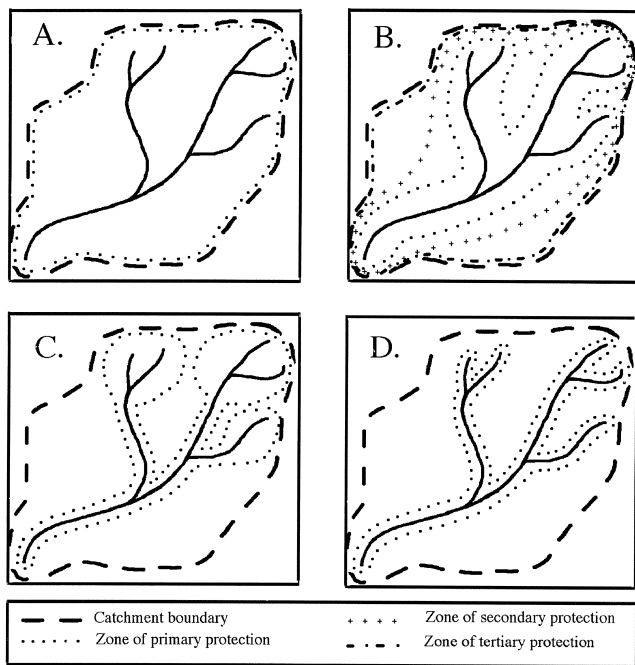 A.
B.
C.
D.
Catchment boundary
Zone of primary protection
Zone of secondary protection
Zone of tertiary protection